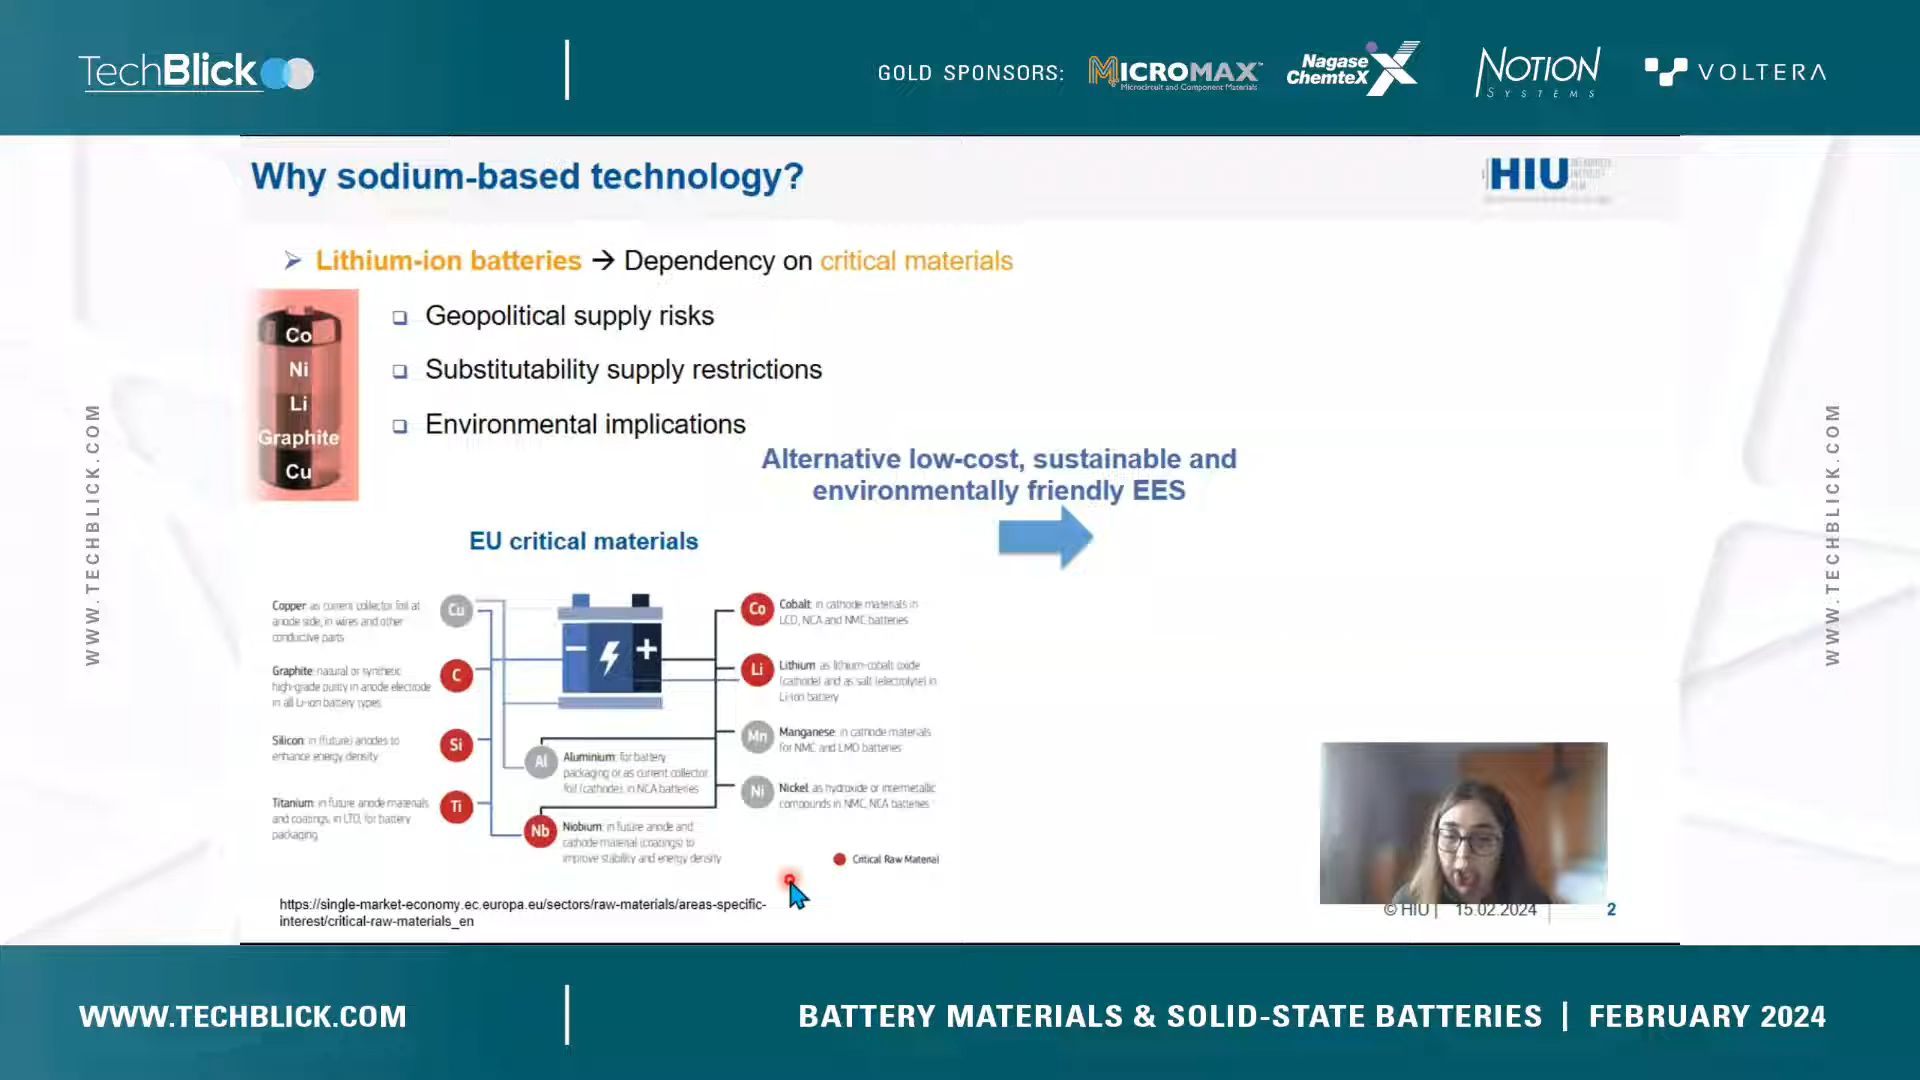 TechBlick
GOLD SPONSORS:
MICROMAX™
Microcircuit and Component Materials
Nagase
ChemteX
NOTION
SYSTEMS
VOLTERA
Why sodium-based technology?
HIU
Lithium-ion batteries → Dependency on critical materials
Co
Ni
Li
Graphite
Cu
Geopolitical supply risks
Substitutability supply restrictions
Environmental implications
Alternative low-cost, sustainable and
environmentally friendly EES
EU critical materials
Copper: as current collector foil at
anode side, in wires and other
conductive parts
Cu
Graphite: natural or synthetic
high-grade purity in anode electrode
in all Li-ion battery types
C
Silicon: in (future) anodes to
enhance energy density
Si
Titanium: in future anode materials
and coatings, in LTO, for battery
packaging
Ti
Al
Aluminium: for battery
packaging or as current collector
foil (cathode), in NCA batteries
Nb
Niobium: in future anode and
cathode material (coatings) to
improve stability and energy density
Co
Cobalt: in cathode materials in
LCO, NCA and NMC batteries
Li
Lithium: as lithium-cobalt oxide
(cathode) and as salt (electrolyte) in
Li-ion battery
Mn
Manganese: in cathode materials
for NMC and LMO batteries
Ni
Nickel: as hydroxide or intermetallic
compounds in NMC, NCA batteries
Critical Raw Material
https://single-market-economy.ec.europa.eu/sectors/raw-materials/areas-specific-
interest/critical-raw-materials_en
© HIU | 15.02.2024 2
WWW.TECHBLICK.COM
WWW.TECHBLICK.COM
WWW.TECHBLICK.COM
BATTERY MATERIALS & SOLID-STATE BATTERIES | FEBRUARY 2024